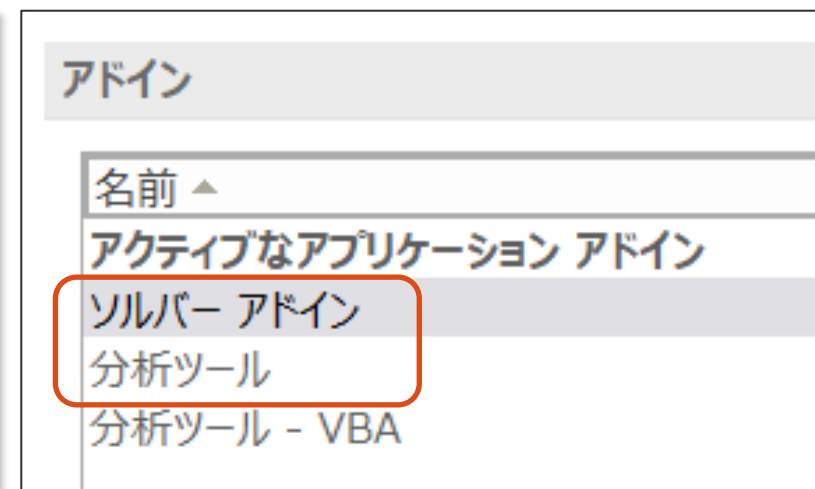 アドイン
名前
アクティブなアプリケーション アドイン
ソルバー アドイン
分析ツール
分析ツール - VBA